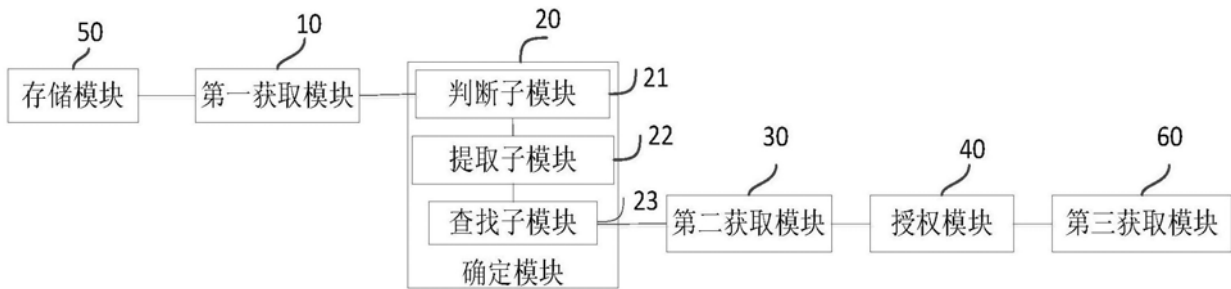 20
50
10
存储模块
第一获取模块
判断子模块
21
提取子模块
22
查找子模块
23
确定模块
30
40
60
第二获取模块
授权模块
第三获取模块